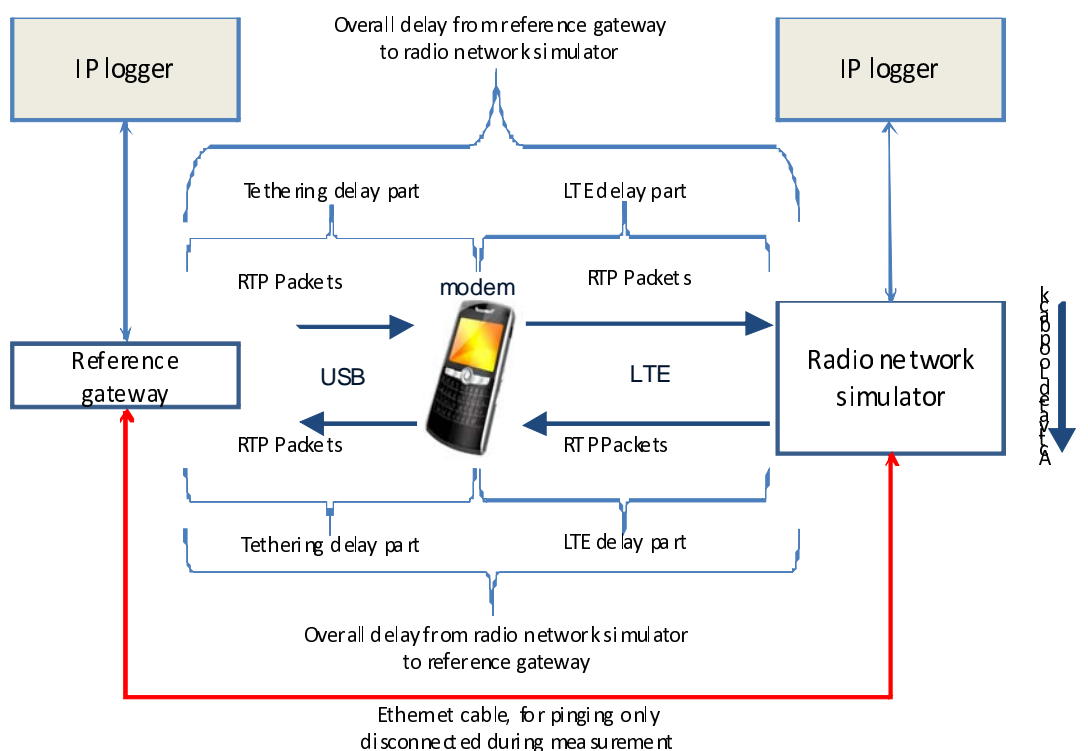 Overall delay from reference gateway
to radio network simulator
IP logger
IP logger
Tethering delay part
LTE delay part
RTP Packets
RTP Packets
modem
Reference
gateway
USB
LTE
Radio network
simulator
Activated Loopback
RTP Packets
RTP Packets
Tethering delay part
LTE delay part
Overall delay from radio network simulator
to reference gateway
Ethernet cable, for pinging only
disconnected during measurement